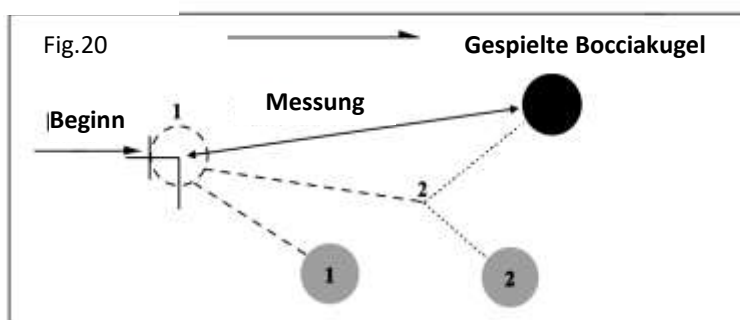 Fig.20
Gespielte Bocciakugel
1
Messung
Beginn
2
1
2